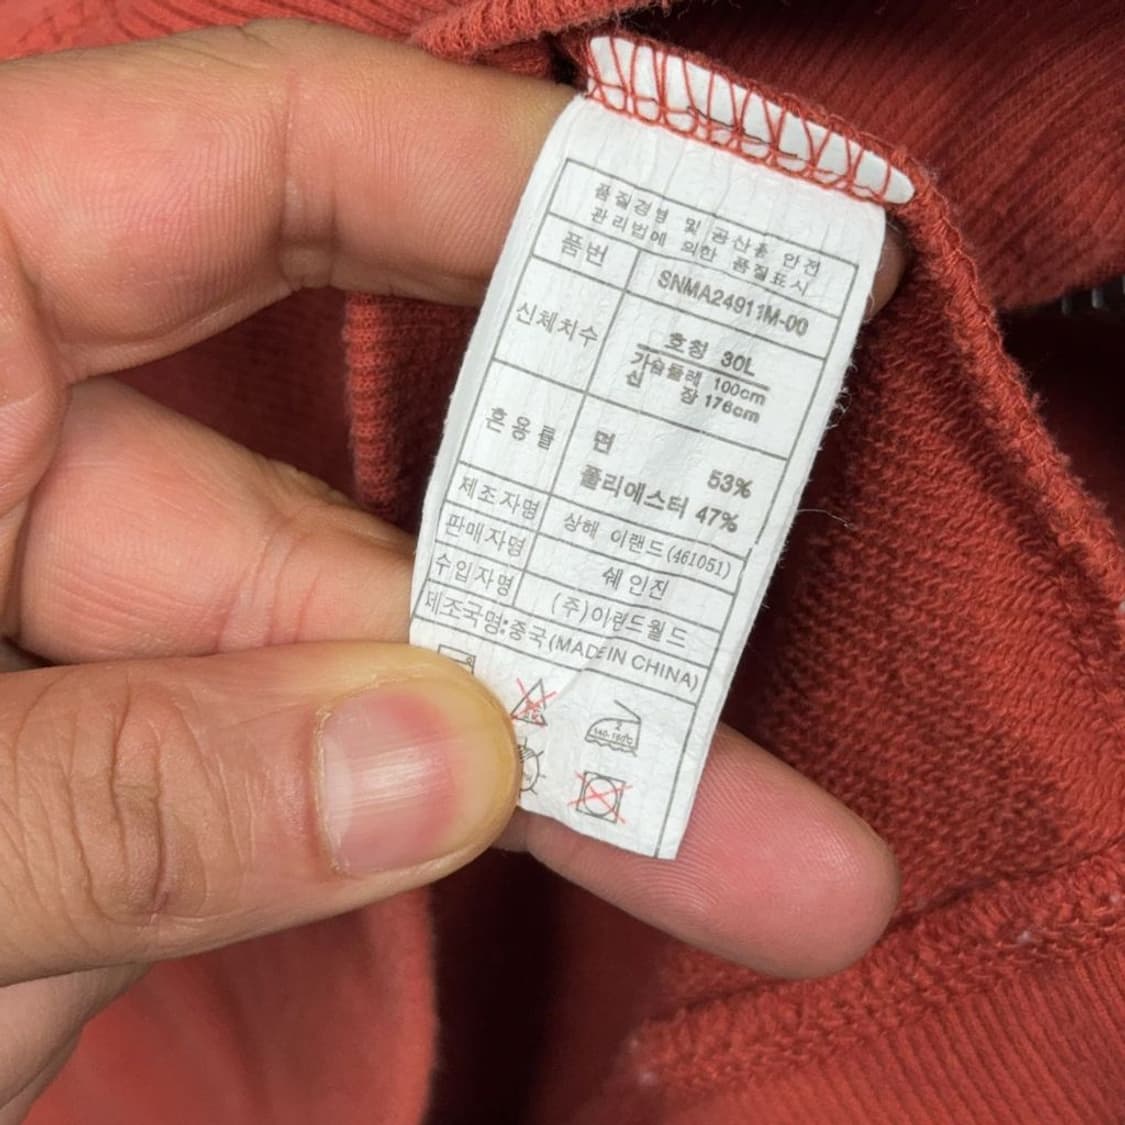 품질경영 및 공산품 안전
관리법에 의한 품질표시
품번 SNMA24911M-00
신체치수 호칭 30L
가슴둘레 100cm
신 장 176cm
혼용률 면 53%
폴리에스터 47%
제조자명 상해 이랜드(461051)
판매자명 쉐인진
수입자명 (주)이랜드월드
제조국명:중국(MADE IN CHINA)
2
140-160℃